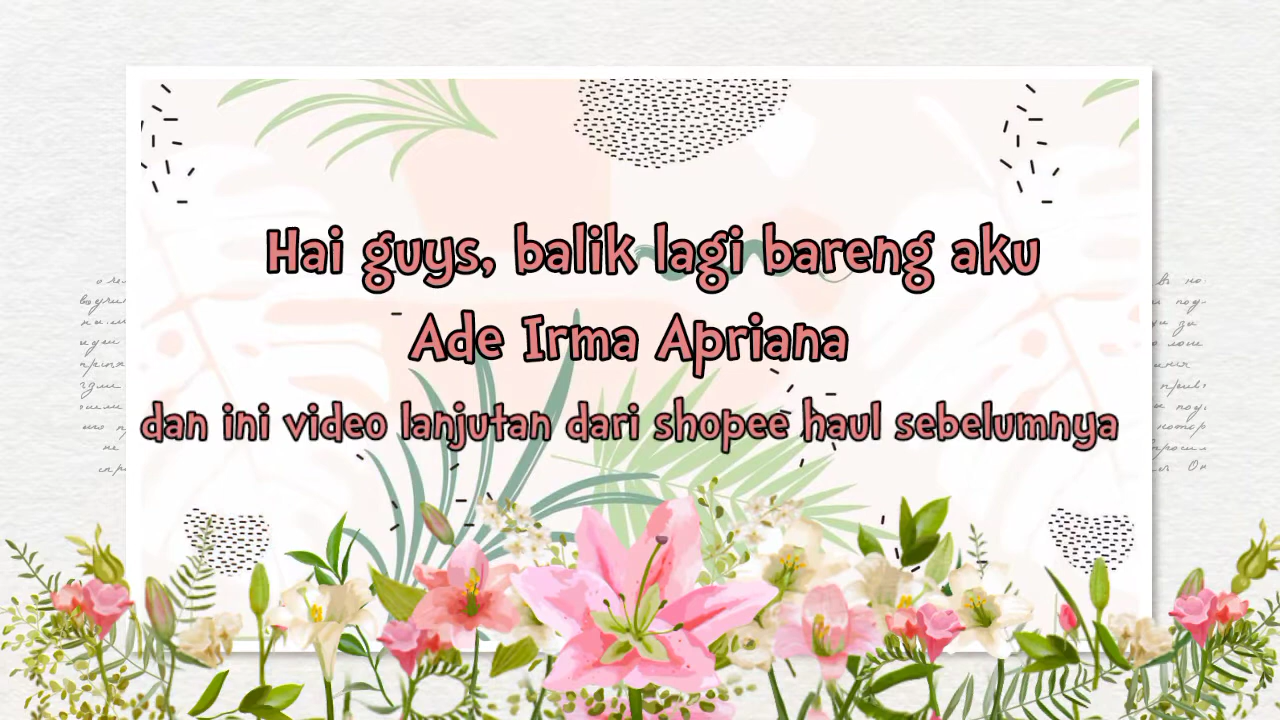 Hai guys, balik lagi bareng aku
Ade Irma Apriana
dan ini video lanjutan dari shopee haul sebelumnya